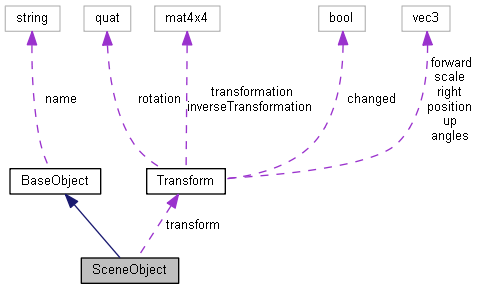 string
quat
mat4x4
bool
vec3
name
rotation
transformation
inverseTransformation
changed
forward
scale
right
position
up
angles
BaseObject
Transform
transform
SceneObject